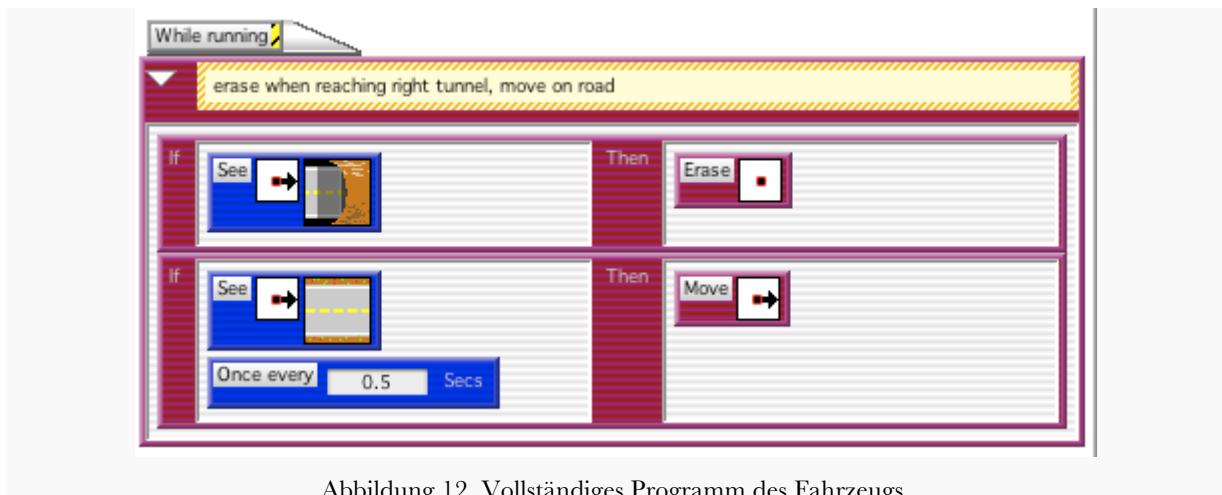 While running
erase when reaching right tunnel, move on road
If See Then Erase
If See Then Move
Once every 0.5 Secs
Abbildung 12. Vollständiges Programm des Fahrzeugs